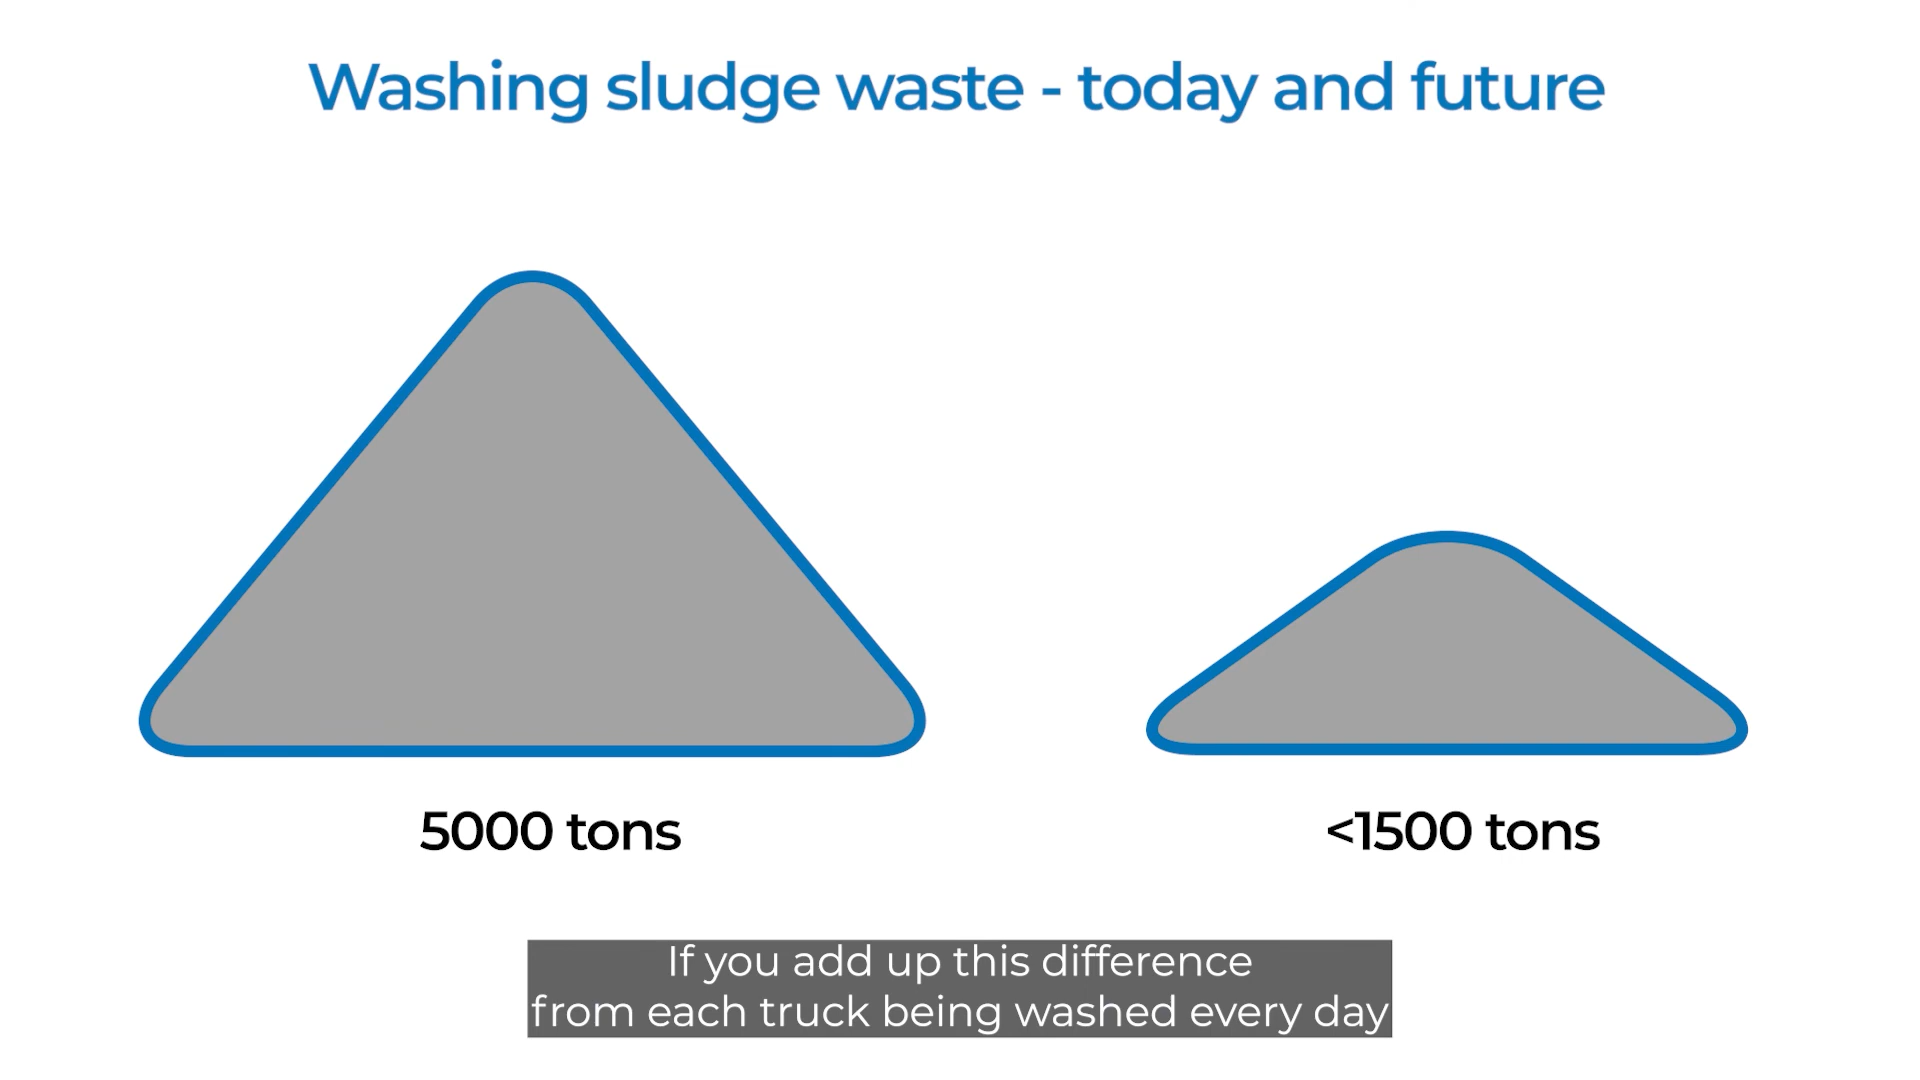 Washing sludge waste - today and future
5000 tons
<1500 tons
If you add up this difference
from each truck being washed every day